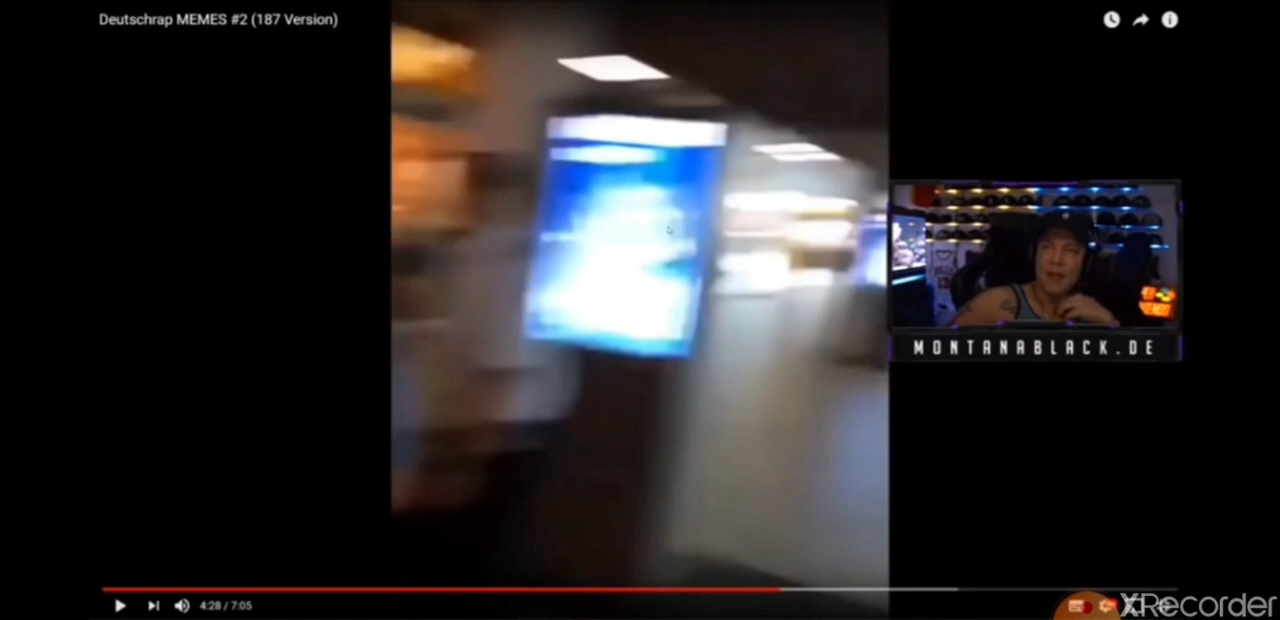 Deutschrap MEMES #2 (187 Version)
MONTANABLACK.DE
4:28 / 7:05
XRecorder